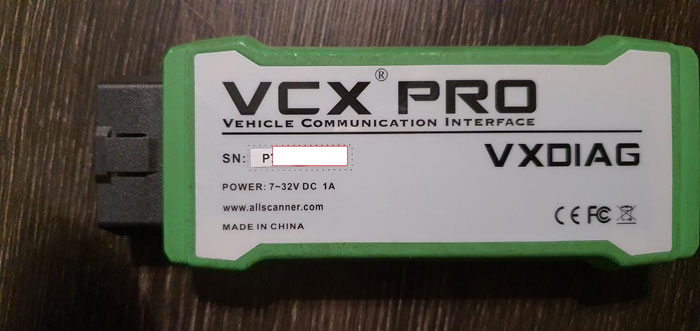 VCX® PRO
VEHICLE COMMUNICATION INTERFACE
SN: P
VXDIAG
POWER: 7~32V DC 1A
www.allscanner.com
CE FC
MADE IN CHINA